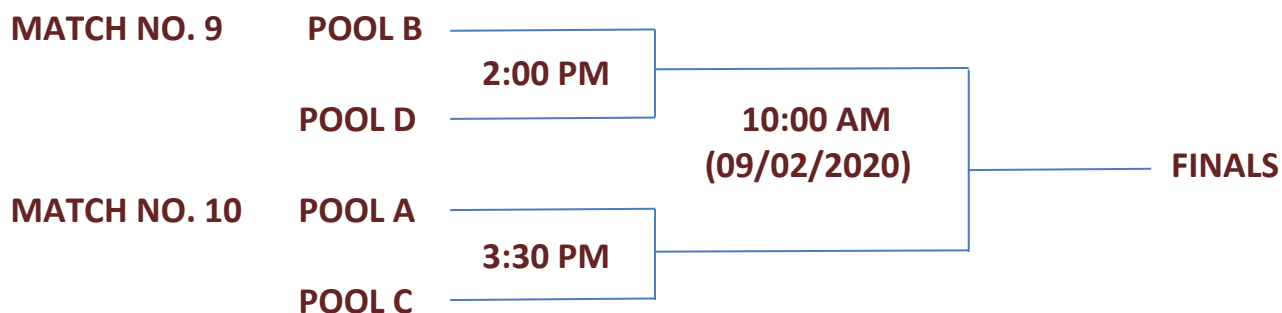 MATCH NO. 9 POOL B
2:00 PM
POOL D
10:00 AM
(09/02/2020)
FINALS
MATCH NO. 10 POOL A
3:30 PM
POOL C